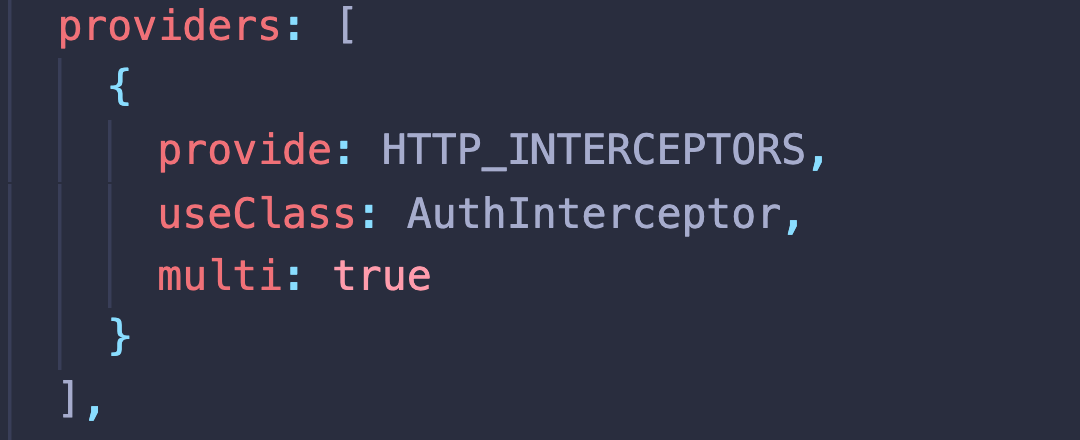 providers: [
{
provide: HTTP_INTERCEPTORS,
useClass: AuthInterceptor,
multi: true
}
],